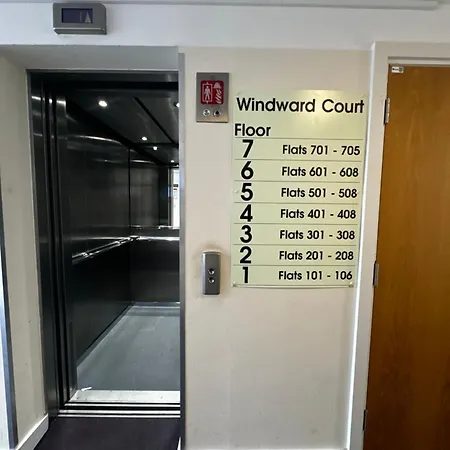 Windward Court
Floor
7 Flats 701 - 705
6 Flats 601 - 608
5 Flats 501 - 508
4 Flats 401 - 408
3 Flats 301 - 308
2 Flats 201 - 208
1 Flats 101 - 106